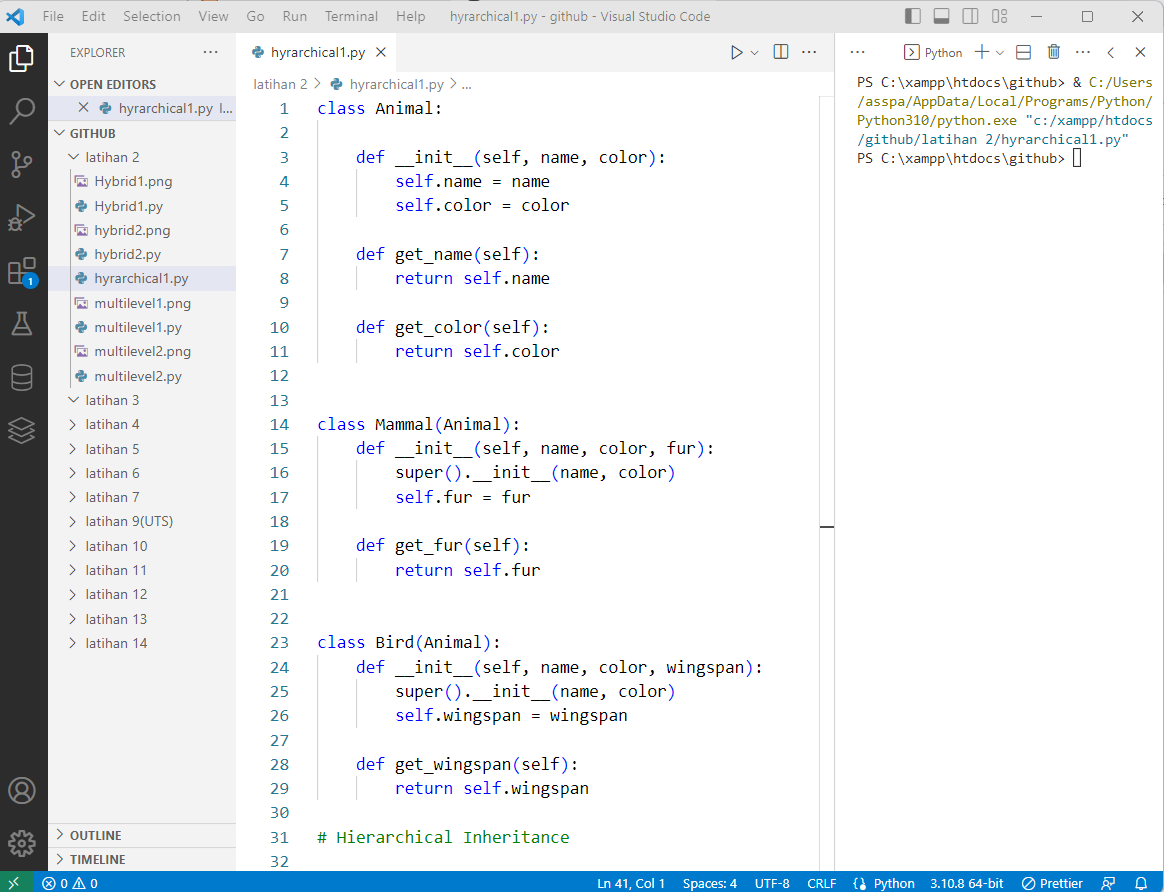 File Edit Selection View Go Run Terminal Help hyrarchical1.py - github - Visual Studio Code
EXPLORER
OPEN EDITORS
hyrarchical1.py l...
GITHUB
latihan 2
Hybrid1.png
Hybrid1.py
hybrid2.png
hybrid2.py
hyrarchical1.py
multilevel1.png
multilevel1.py
multilevel2.png
multilevel2.py
latihan 3
latihan 4
latihan 5
latihan 6
latihan 7
latihan 9(UTS)
latihan 10
latihan 11
latihan 12
latihan 13
latihan 14
OUTLINE
TIMELINE
1
hyrarchical1.py
latihan 2 > hyrarchical1.py > ...
1 class Animal:
2
3     def __init__(self, name, color):
4         self.name = name
5         self.color = color
6
7     def get_name(self):
8         return self.name
9
10     def get_color(self):
11         return self.color
12
13
14 class Mammal(Animal):
15     def __init__(self, name, color, fur):
16         super().__init__(name, color)
17         self.fur = fur
18
19     def get_fur(self):
20         return self.fur
21
22
23 class Bird(Animal):
24     def __init__(self, name, color, wingspan):
25         super().__init__(name, color)
26         self.wingspan = wingspan
27
28     def get_wingspan(self):
29         return self.wingspan
30
31 # Hierarchical Inheritance
32
Python
PS C:\xampp\htdocs\github> & C:/Users
/asspa/AppData/Local/Programs/Python/
Python310/python.exe "c:/xampp/htdocs
/github/latihan 2/hyrarchical1.py"
PS C:\xampp\htdocs\github>
0 0 Ln 41, Col 1 Spaces: 4 UTF-8 CRLF Python 3.10.8 64-bit Prettier